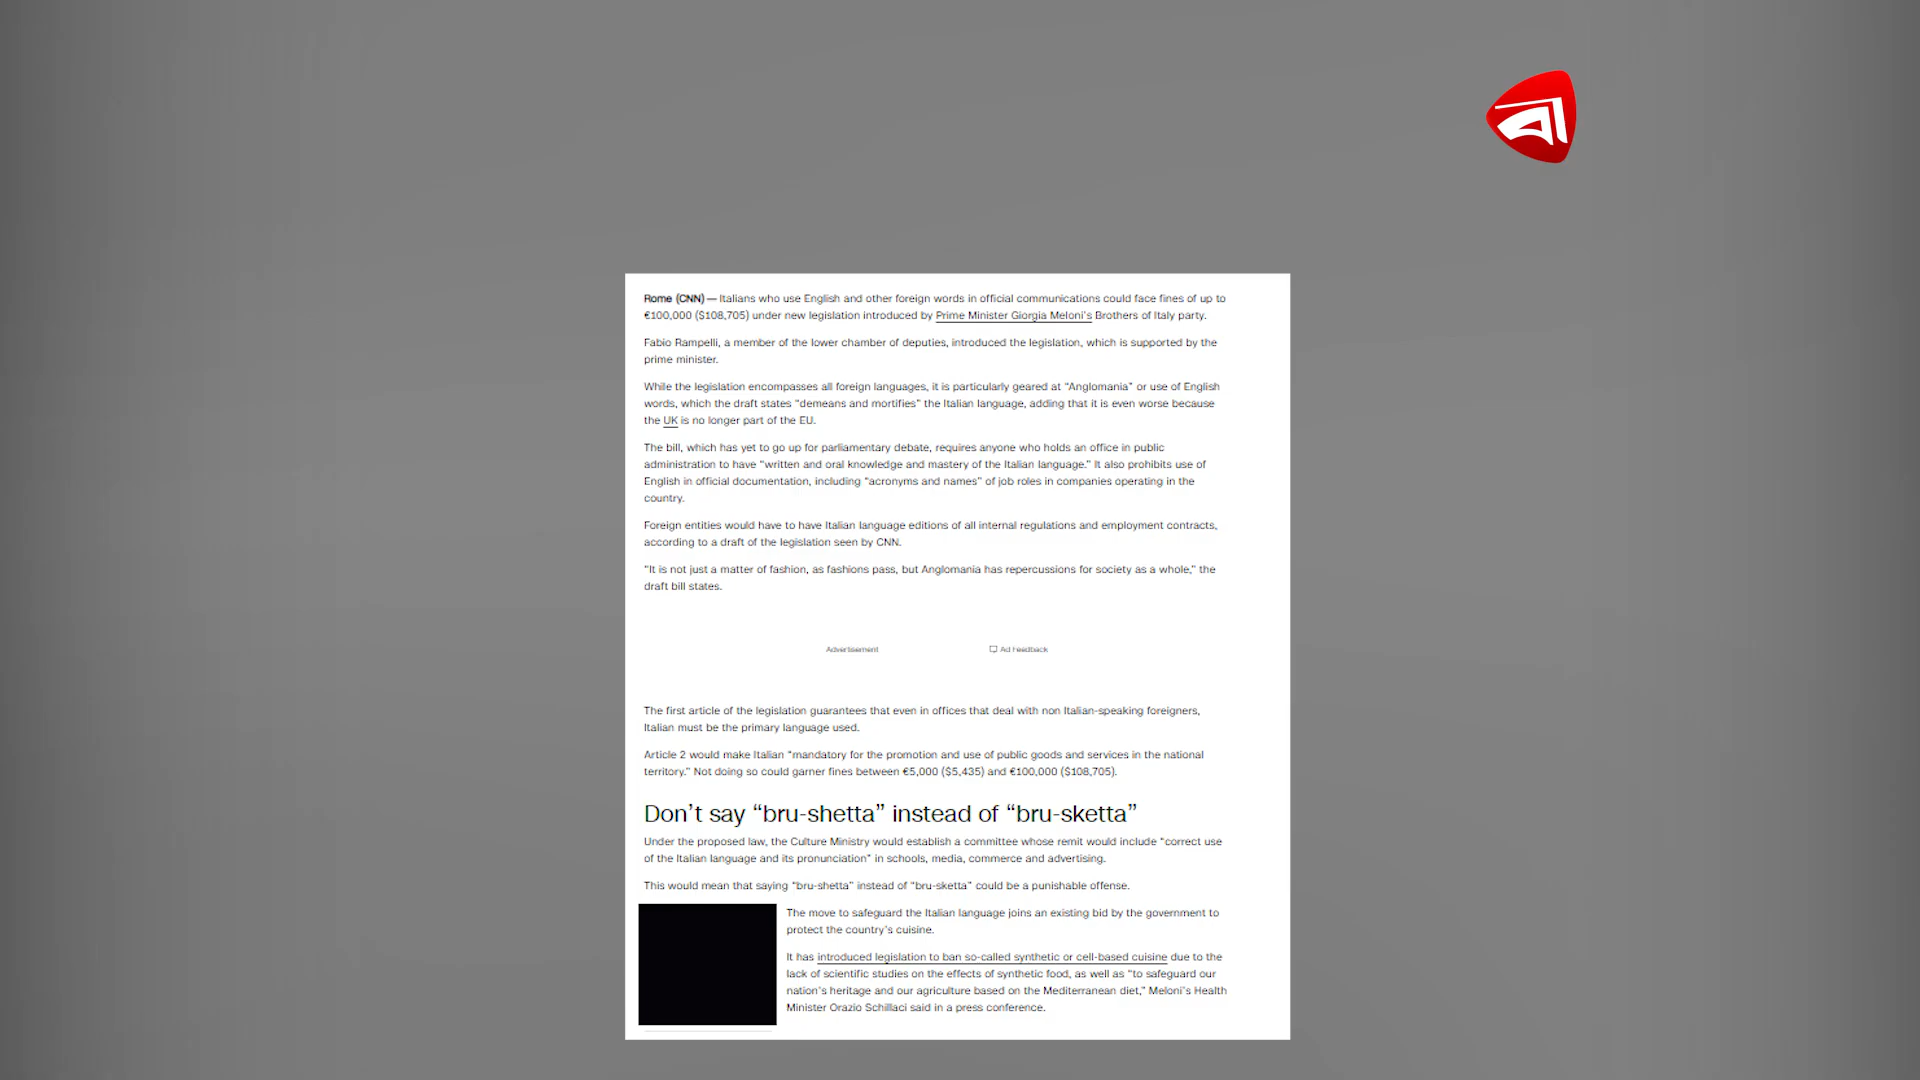 Rome (CNN) — Italians who use English and other foreign words in official communications could face fines of up to
€100,000 ($108,705) under new legislation introduced by Prime Minister Giorgia Meloni's Brothers of Italy party.
Fabio Rampelli, a member of the lower chamber of deputies, introduced the legislation, which is supported by the
prime minister.
While the legislation encompasses all foreign languages, it is particularly geared at “Anglomania” or use of English
words, which the draft states “demeans and mortifies” the Italian language, adding that it is even worse because
the UK is no longer part of the EU.
The bill, which has yet to go up for parliamentary debate, requires anyone who holds an office in public
administration to have “written and oral knowledge and mastery of the Italian language.” It also prohibits use of
English in official documentation, including “acronyms and names” of job roles in companies operating in the
country.
Foreign entities would have to have Italian language editions of all internal regulations and employment contracts,
according to a draft of the legislation seen by CNN.
“It is not just a matter of fashion, as fashions pass, but Anglomania has repercussions for society as a whole,” the
draft bill states.
Advertisement
Ad Feedback
The first article of the legislation guarantees that even in offices that deal with non Italian-speaking foreigners,
Italian must be the primary language used.
Article 2 would make Italian “mandatory for the promotion and use of public goods and services in the national
territory.” Not doing so could garner fines between €5,000 ($5,435) and €100,000 ($108,705).
Don't say “bru-shetta” instead of “bru-sketta”
Under the proposed law, the Culture Ministry would establish a committee whose remit would include “correct use
of the Italian language and its pronunciation” in schools, media, commerce and advertising.
This would mean that saying “bru-shetta” instead of “bru-sketta” could be a punishable offense.
The move to safeguard the Italian language joins an existing bid by the government to
protect the country's cuisine.
It has introduced legislation to ban so-called synthetic or cell-based cuisine due to the
lack of scientific studies on the effects of synthetic food, as well as “to safeguard our
nation's heritage and our agriculture based on the Mediterranean diet,” Meloni's Health
Minister Orazio Schillaci said in a press conference.